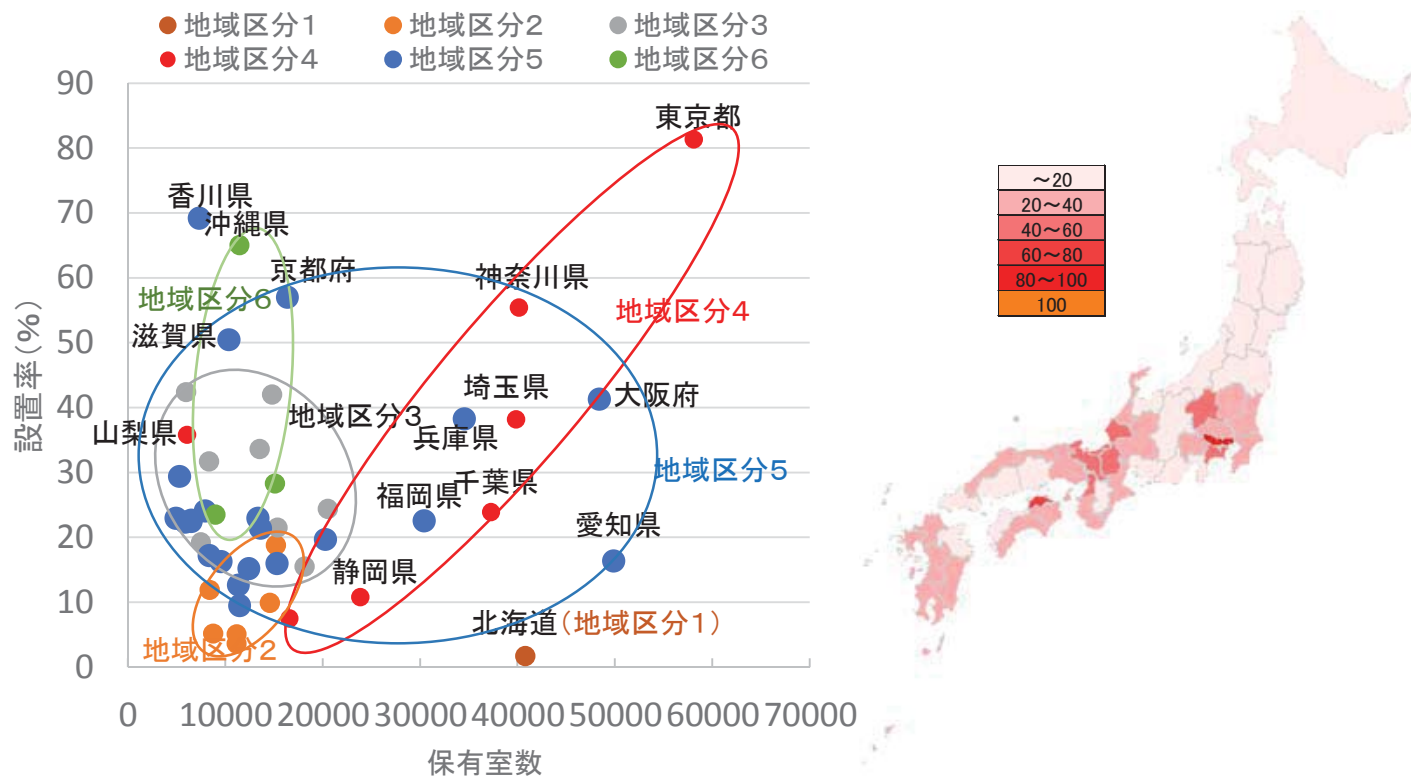 地域区分1 地域区分2 地域区分3
地域区分4 地域区分5 地域区分6
90
80
70
60
50
40
30
20
10
0
設置率(%)
東京都
香川県
沖縄県
京都府
神奈川県
地域区分6
地域区分4
滋賀県
埼玉県
大阪府
山梨県
地域区分3
兵庫県
地域区分5
千葉県
福岡県
愛知県
静岡県
北海道(地域区分1)
地域区分2
0 10000 20000 30000 40000 50000 60000 70000
保有室数
~20
20~40
40~60
60~80
80~100
100